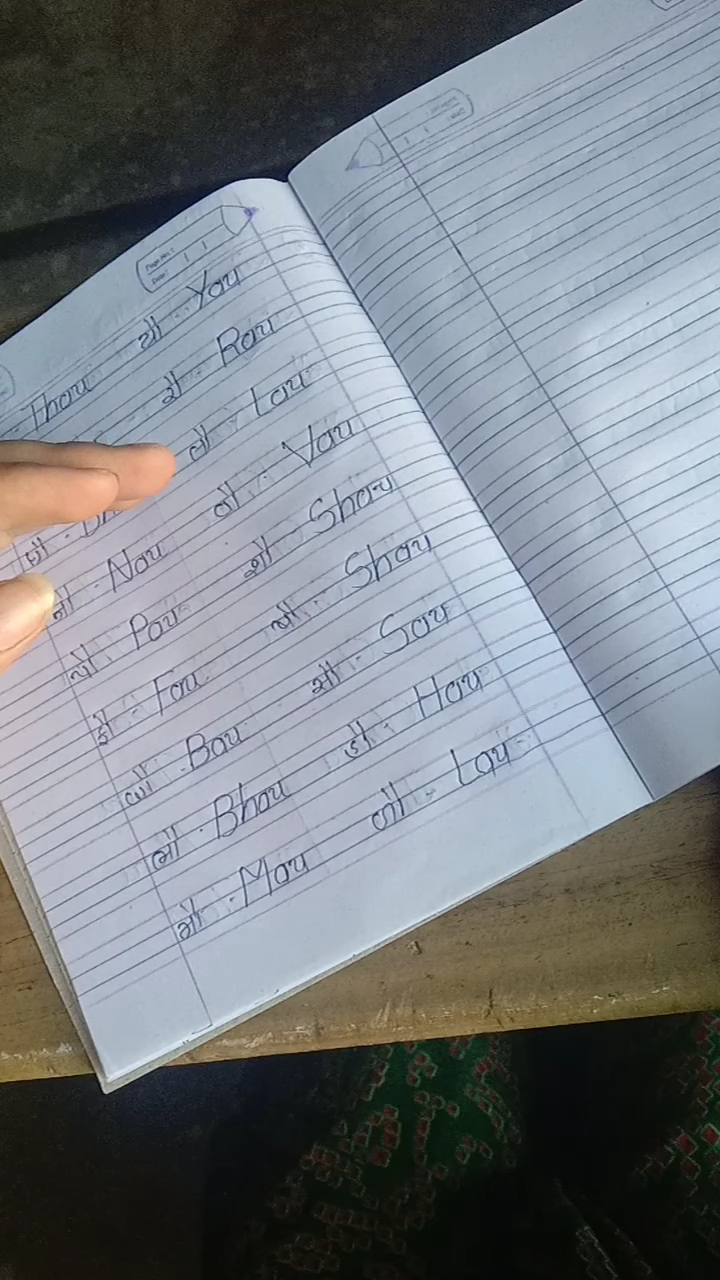 Thau यौ - You
रौ - Rau
लौ - Lau
धौ - वौ - Vau
नौ - Nau शौ - Shau
पौ - Pau षौ - Shau
फौ - Fau सौ - Sau
बौ - Bau हौ - Hau
भौ - Bhau ळौ - Lau
मौ - Mau